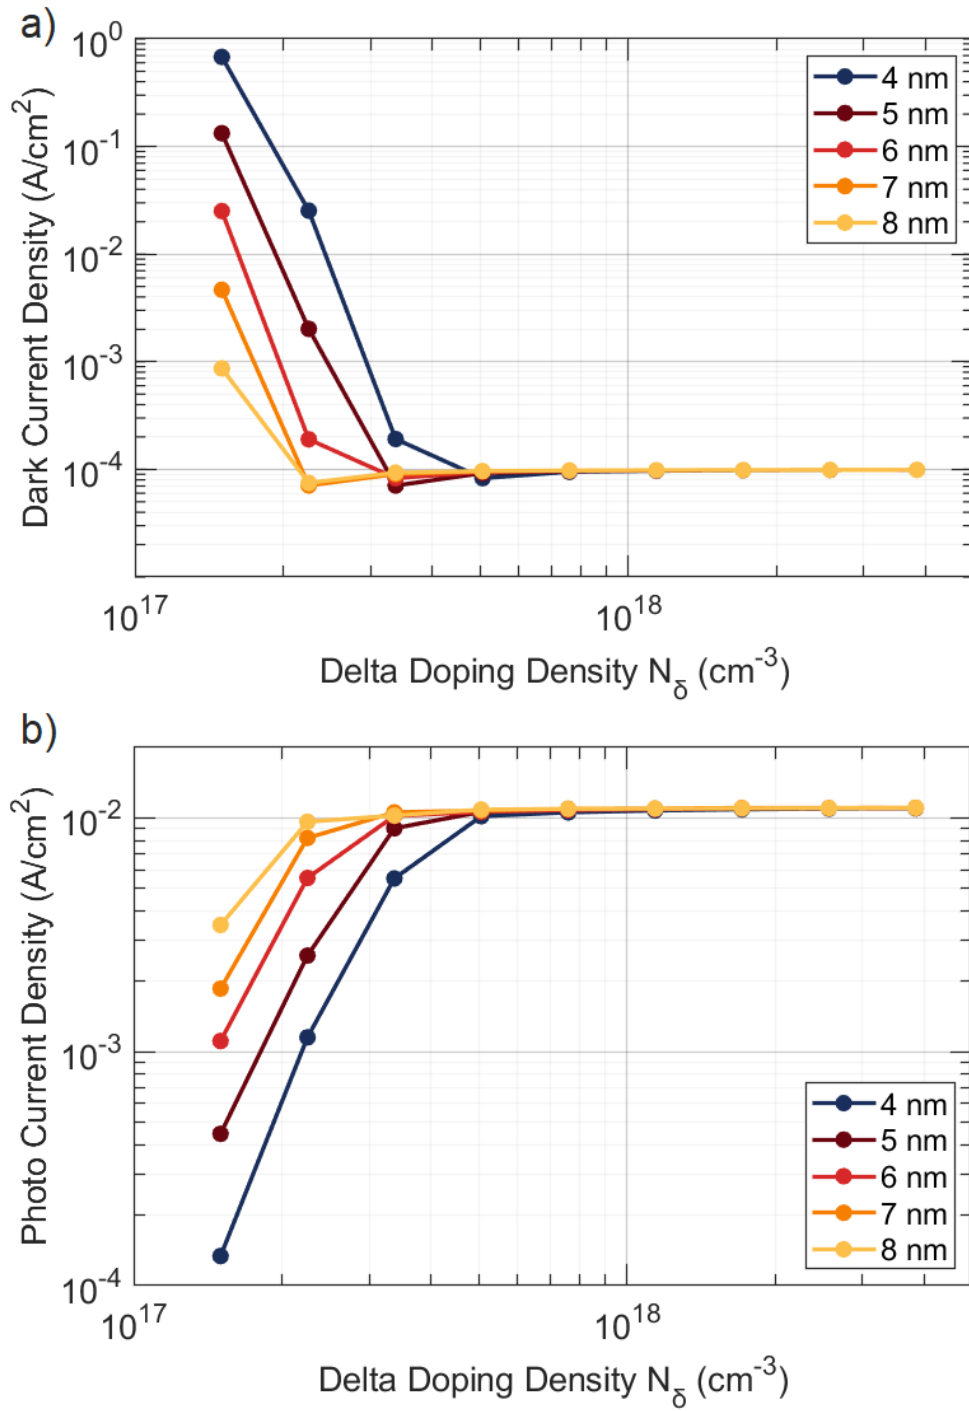 a)
10^0
10^-1
10^-2
10^-3
10^-4
Dark Current Density (A/cm^2)
4 nm
5 nm
6 nm
7 nm
8 nm
10^17
10^18
Delta Doping Density N_δ (cm^-3)
b)
10^-2
10^-3
10^-4
Photo Current Density (A/cm^2)
4 nm
5 nm
6 nm
7 nm
8 nm
10^17
10^18
Delta Doping Density N_δ (cm^-3)